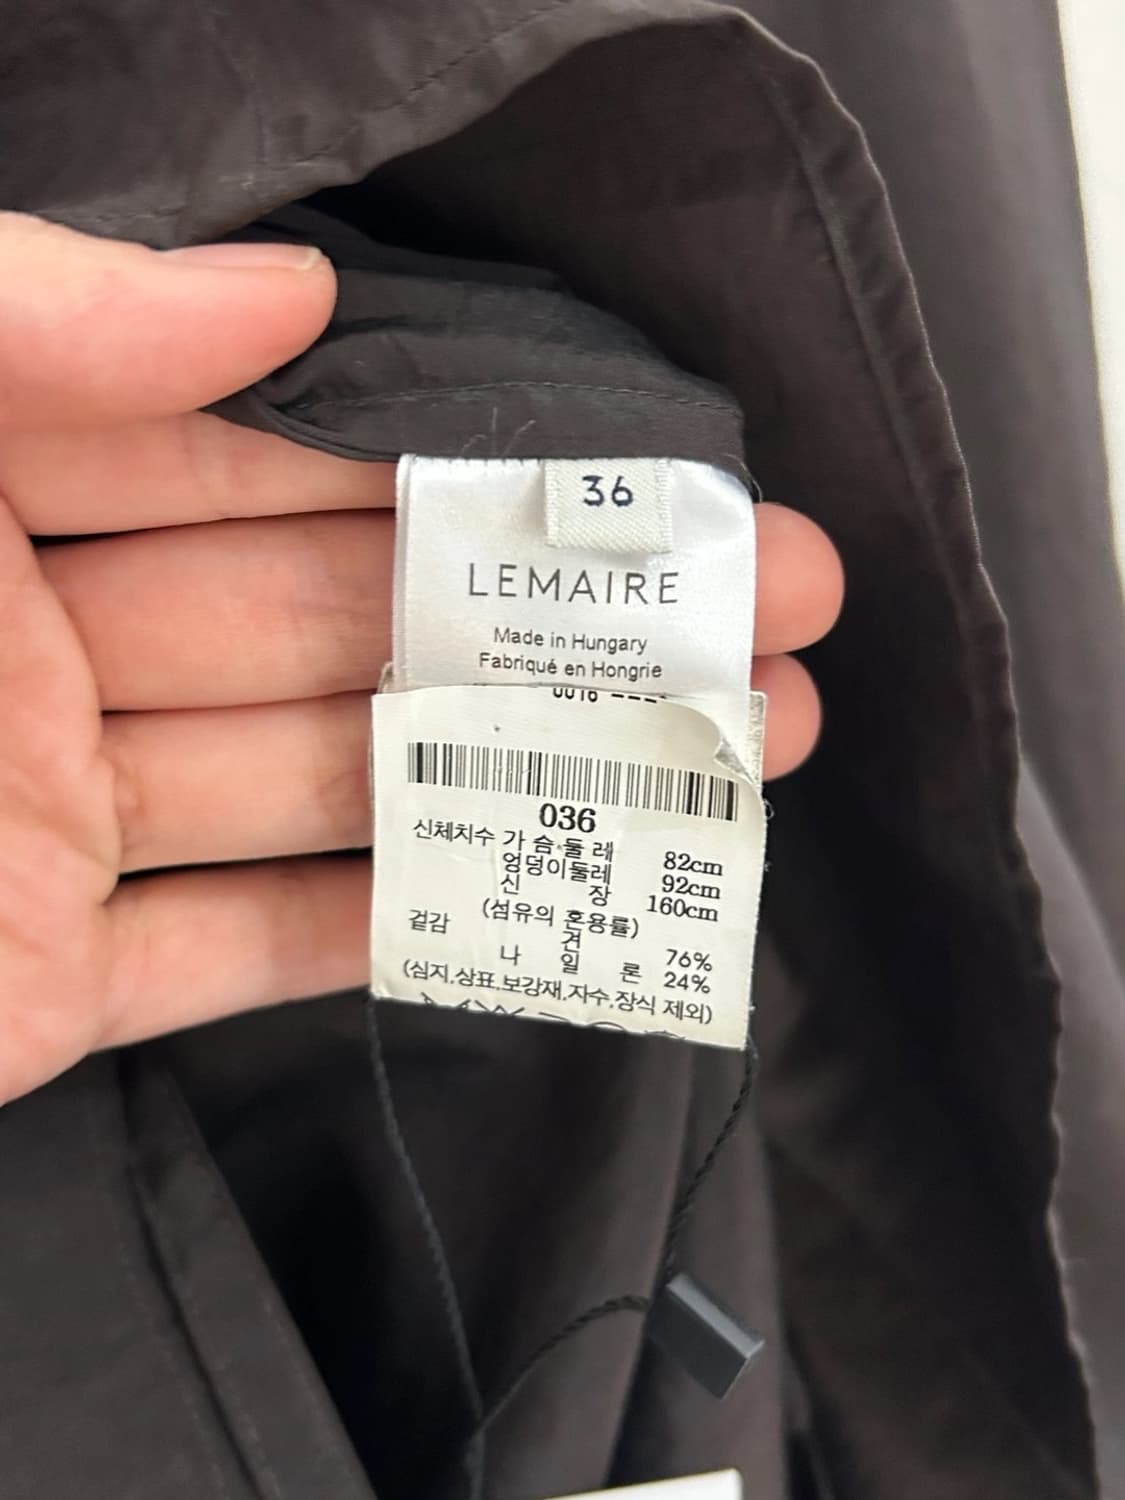 36
LEMAIRE
Made in Hungary
Fabriqué en Hongrie
0016
036
신체치수 가 슴 둘 레 82cm
엉덩이둘레 92cm
신 장 160cm
(섬유의 혼용률)
겉감 견 76%
나 일 론 24%
(심지,상표,보강재,자수,장식 제외)